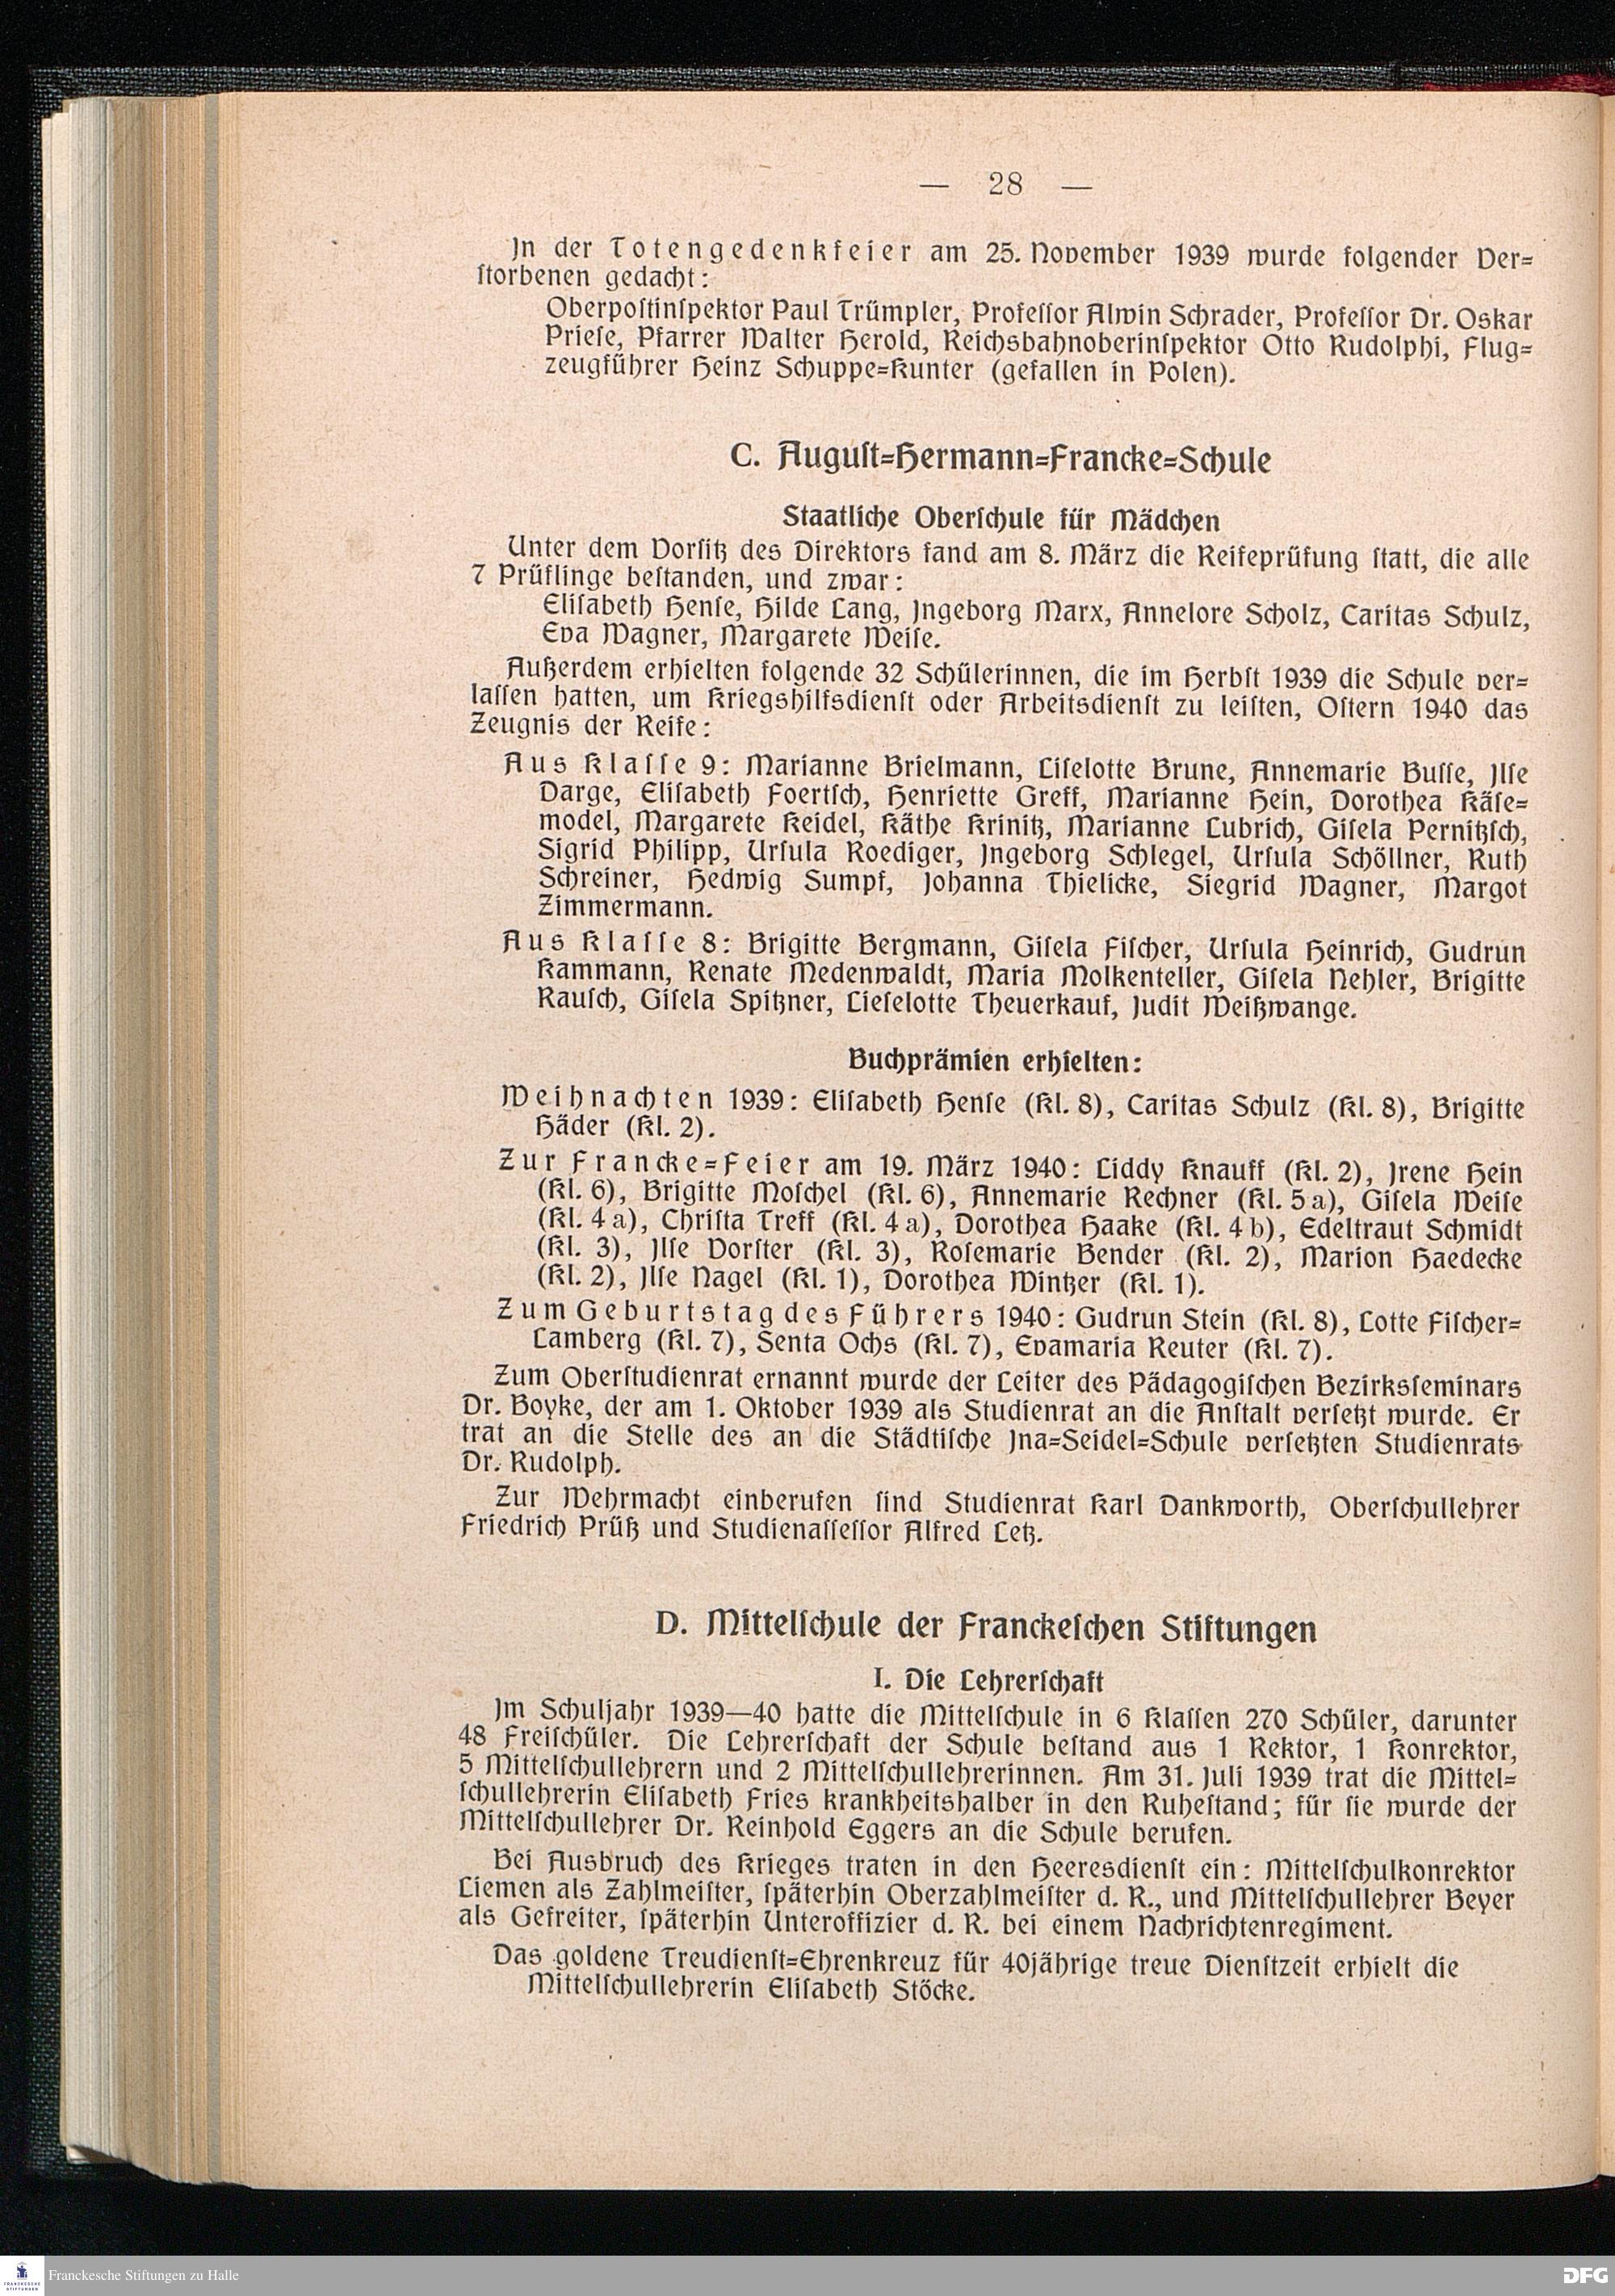 — 28 —
In der Totengedenkfeier am 25. November 1939 wurde folgender Ver=
ſtorbenen gedacht:
Oberpoſtinſpektor Paul Trümpler, Profeſſor Alwin Schrader, Profeſſor Dr. Oskar
Prieſe, Pfarrer Walter Herold, Reichsbahnoberinſpektor Otto Rudolphi, Flug=
zeugführer Heinz Schuppe=Kunter (gefallen in Polen).
C. Auguſt=Hermann=Francke=Schule
Staatliche Oberſchule für Mädchen
Unter dem Vorſitz des Direktors fand am 8. März die Reifeprüfung ſtatt, die alle
7 Prüflinge beſtanden, und zwar:
Eliſabeth Henſe, Hilde Lang, Ingeborg Marx, Annelore Scholz, Caritas Schulz,
Eva Wagner, Margarete Weiſe.
Außerdem erhielten folgende 32 Schülerinnen, die im Herbſt 1939 die Schule ver=
laſſen hatten, um Kriegshilfsdienſt oder Arbeitsdienſt zu leiſten, Oſtern 1940 das
Zeugnis der Reife:
Aus Klaſſe 9: Marianne Brielmann, Liſelotte Brune, Annemarie Buſſe, Ilſe
Darge, Eliſabeth Foertſch, Henriette Greff, Marianne Hein, Dorothea Käſe=
model, Margarete Keidel, Käthe Krinitz, Marianne Lubrich, Giſela Pernitzſch,
Sigrid Philipp, Urſula Roediger, Ingeborg Schlegel, Urſula Schöllner, Ruth
Schreiner, Hedwig Sumpf, Johanna Thielicke, Siegrid Wagner, Margot
Zimmermann.
Aus Klaſſe 8: Brigitte Bergmann, Giſela Fiſcher, Urſula Heinrich, Gudrun
Kammann, Renate Medenwaldt, Maria Molkenteller, Giſela Nehler, Brigitte
Rauſch, Giſela Spitzner, Lieſelotte Theuerkauf, Judit Weißwange.
Buchprämien erhielten:
Weihnachten 1939: Eliſabeth Henſe (Kl. 8), Caritas Schulz (Kl. 8), Brigitte
Häder (Kl. 2).
Zur Francke=Feier am 19. März 1940: Liddy Knauff (Kl. 2), Irene Hein
(Kl. 6), Brigitte Moſchel (Kl. 6), Annemarie Rechner (Kl. 5a), Giſela Weiſe
(Kl. 4a), Chriſta Treff (Kl. 4a), Dorothea Haake (Kl. 4b), Edeltraut Schmidt
(Kl. 3), Ilſe Vorſter (Kl. 3), Roſemarie Bender (Kl. 2), Marion Haedecke
(Kl. 2), Ilſe Nagel (Kl. 1), Dorothea Wintzer (Kl. 1).
Zum Geburtstag des Führers 1940: Gudrun Stein (Kl. 8), Lotte Fiſcher=
Lamberg (Kl. 7), Senta Ochs (Kl. 7), Evamaria Reuter (Kl. 7).
Zum Oberſtudienrat ernannt wurde der Leiter des Pädagogiſchen Bezirksſeminars
Dr. Boyke, der am 1. Oktober 1939 als Studienrat an die Anſtalt verſetzt wurde. Er
trat an die Stelle des an die Städtiſche Ina=Seidel=Schule verſetzten Studienrats
Dr. Rudolph.
Zur Wehrmacht einberufen ſind Studienrat Karl Dankworth, Oberſchullehrer
Friedrich Prüß und Studienaſſeſſor Alfred Letz.
D. Mittelſchule der Franckeſchen Stiftungen
I. Die Lehrerſchaft
Im Schuljahr 1939—40 hatte die Mittelſchule in 6 Klaſſen 270 Schüler, darunter
48 Freiſchüler. Die Lehrerſchaft der Schule beſtand aus 1 Rektor, 1 Konrektor,
5 Mittelſchullehrern und 2 Mittelſchullehrerinnen. Am 31. Juli 1939 trat die Mittel=
ſchullehrerin Eliſabeth Fries krankheitshalber in den Ruheſtand; für ſie wurde der
Mittelſchullehrer Dr. Reinhold Eggers an die Schule berufen.
Bei Ausbruch des Krieges traten in den Heeresdienſt ein: Mittelſchulkonrektor
Liemen als Zahlmeiſter, ſpäterhin Oberzahlmeiſter d. R., und Mittelſchullehrer Beyer
als Gefreiter, ſpäterhin Unteroffizier d. R. bei einem Nachrichtenregiment.
Das goldene Treudienſt=Ehrenkreuz für 40jährige treue Dienſtzeit erhielt die
Mittelſchullehrerin Eliſabeth Stöcke.
FRANCKESCHE
STIFTUNGEN
Franckesche Stiftungen zu Halle
DFG